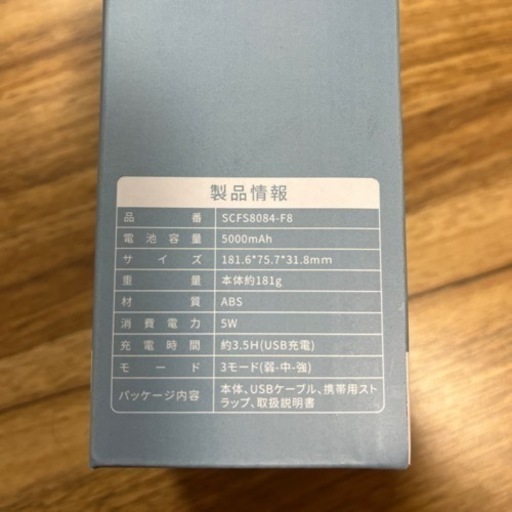 製品情報
品番 SCFS8084-F8
電池容量 5000mAh
サイズ 181.6*75.7*31.8mm
重量 本体約181g
材質 ABS
消費電力 5W
充電時間 約3.5H(USB充電)
モード 3モード(弱-中-強)
パッケージ内容 本体、USBケーブル、携帯用スト
ラップ、取扱説明書